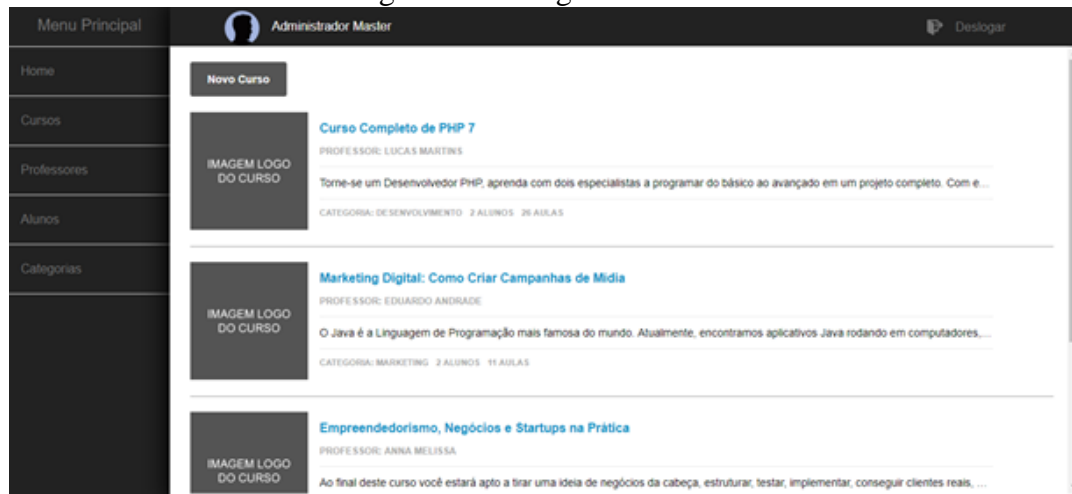 Menu Principal
Administrador Master
Deslogar
Home
Cursos
Professores
Alunos
Categorias
Novo Curso
IMAGEM LOGO
DO CURSO
Curso Completo de PHP 7
PROFESSOR: LUCAS MARTINS
Torne-se um Desenvolvedor PHP, aprenda com dois especialistas a programar do básico ao avançado em um projeto completo. Com e...
CATEGORIA: DESENVOLVIMENTO 2 ALUNOS 26 AULAS
IMAGEM LOGO
DO CURSO
Marketing Digital: Como Criar Campanhas de Mídia
PROFESSOR: EDUARDO ANDRADE
O Java é a Linguagem de Programação mais famosa do mundo. Atualmente, encontramos aplicativos Java rodando em computadores,...
CATEGORIA: MARKETING 2 ALUNOS 11 AULAS
IMAGEM LOGO
DO CURSO
Empreendedorismo, Negócios e Startups na Prática
PROFESSOR: ANNA MELISSA
Ao final deste curso você estará apto a tirar uma ideia de negócios da cabeça, estruturar, testar, implementar, conseguir clientes reais, ...